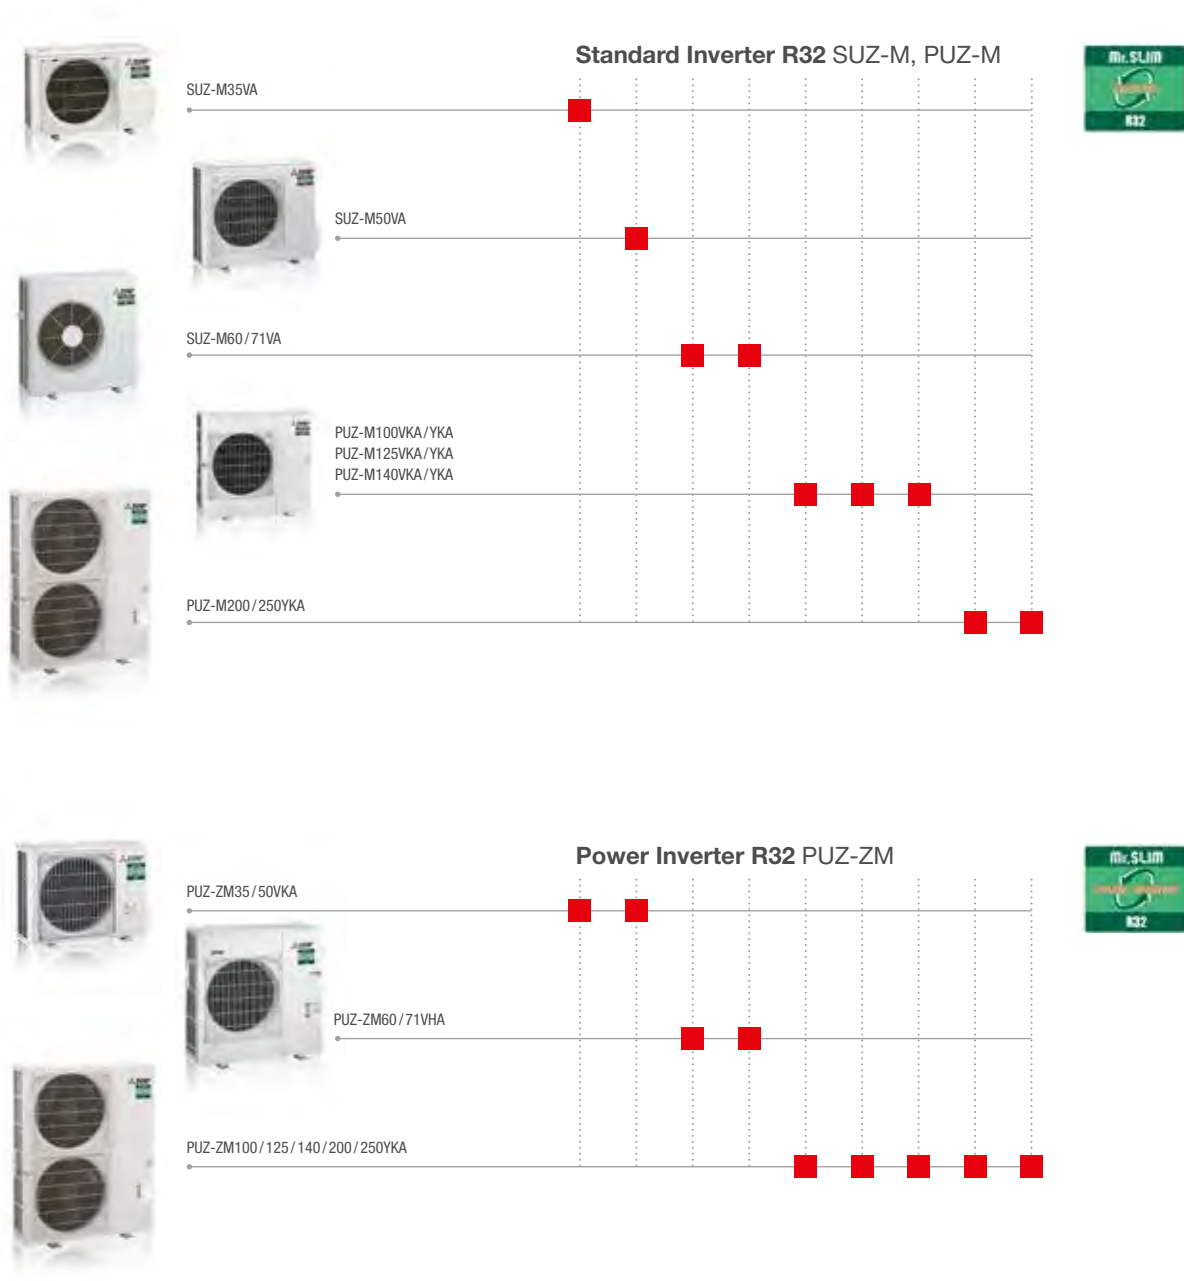 Standard Inverter R32 SUZ-M, PUZ-M
Mr.SLIM
R32
SUZ-M35VA
SUZ-M50VA
SUZ-M60/71VA
PUZ-M100VKA/YKA
PUZ-M125VKA/YKA
PUZ-M140VKA/YKA
PUZ-M200/250YKA
Power Inverter R32 PUZ-ZM
Mr.SLIM
R32
PUZ-ZM35/50VKA
PUZ-ZM60/71VHA
PUZ-ZM100/125/140/200/250YKA